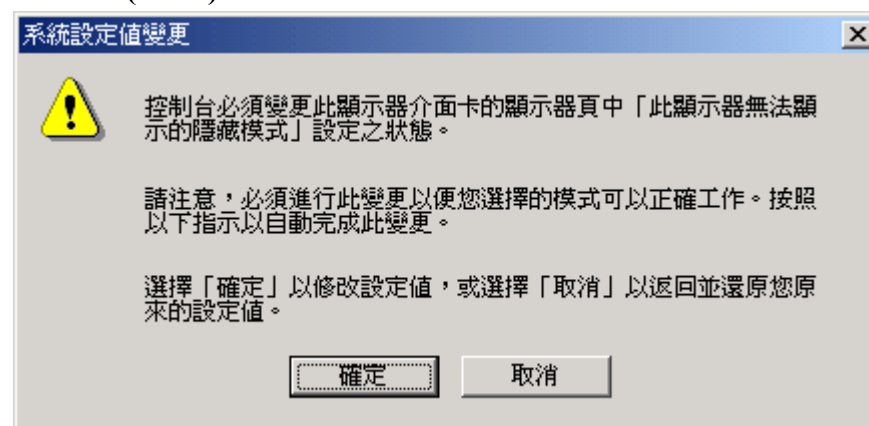 系統設定值變更
控制台必須變更此顯示器介面卡的顯示器頁中「此顯示器無法顯
示的隱藏模式」設定之狀態。
請注意，必須進行此變更以便您選擇的模式可以正確工作。按照
以下指示以自動完成此變更。
選擇「確定」以修改設定值，或選擇「取消」以返回並還原您原
來的設定值。
確定
取消